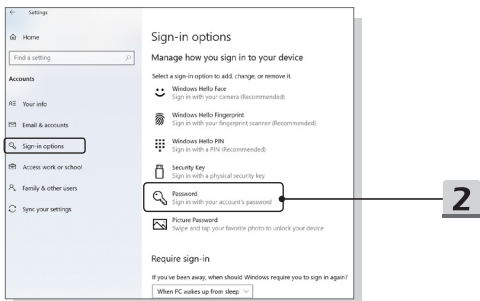 Settings
Home
Find a setting
Accounts
Your info
Email & accounts
Sign-in options
Access work or school
Family & other users
Sync your settings
Sign-in options
Manage how you sign in to your device
Select a sign-in option to add, change, or remove it.
Windows Hello Face
Sign in with your camera (Recommended)
Windows Hello Fingerprint
Sign in with your fingerprint scanner (Recommended)
Windows Hello PIN
Sign in with a PIN (Recommended)
Security Key
Sign in with a physical security key
Password
Sign in with your account's password
Picture Password
Swipe and tap your favorite photo to unlock your device
Require sign-in
If you've been away, when should Windows require you to sign in again?
When PC wakes up from sleep
2